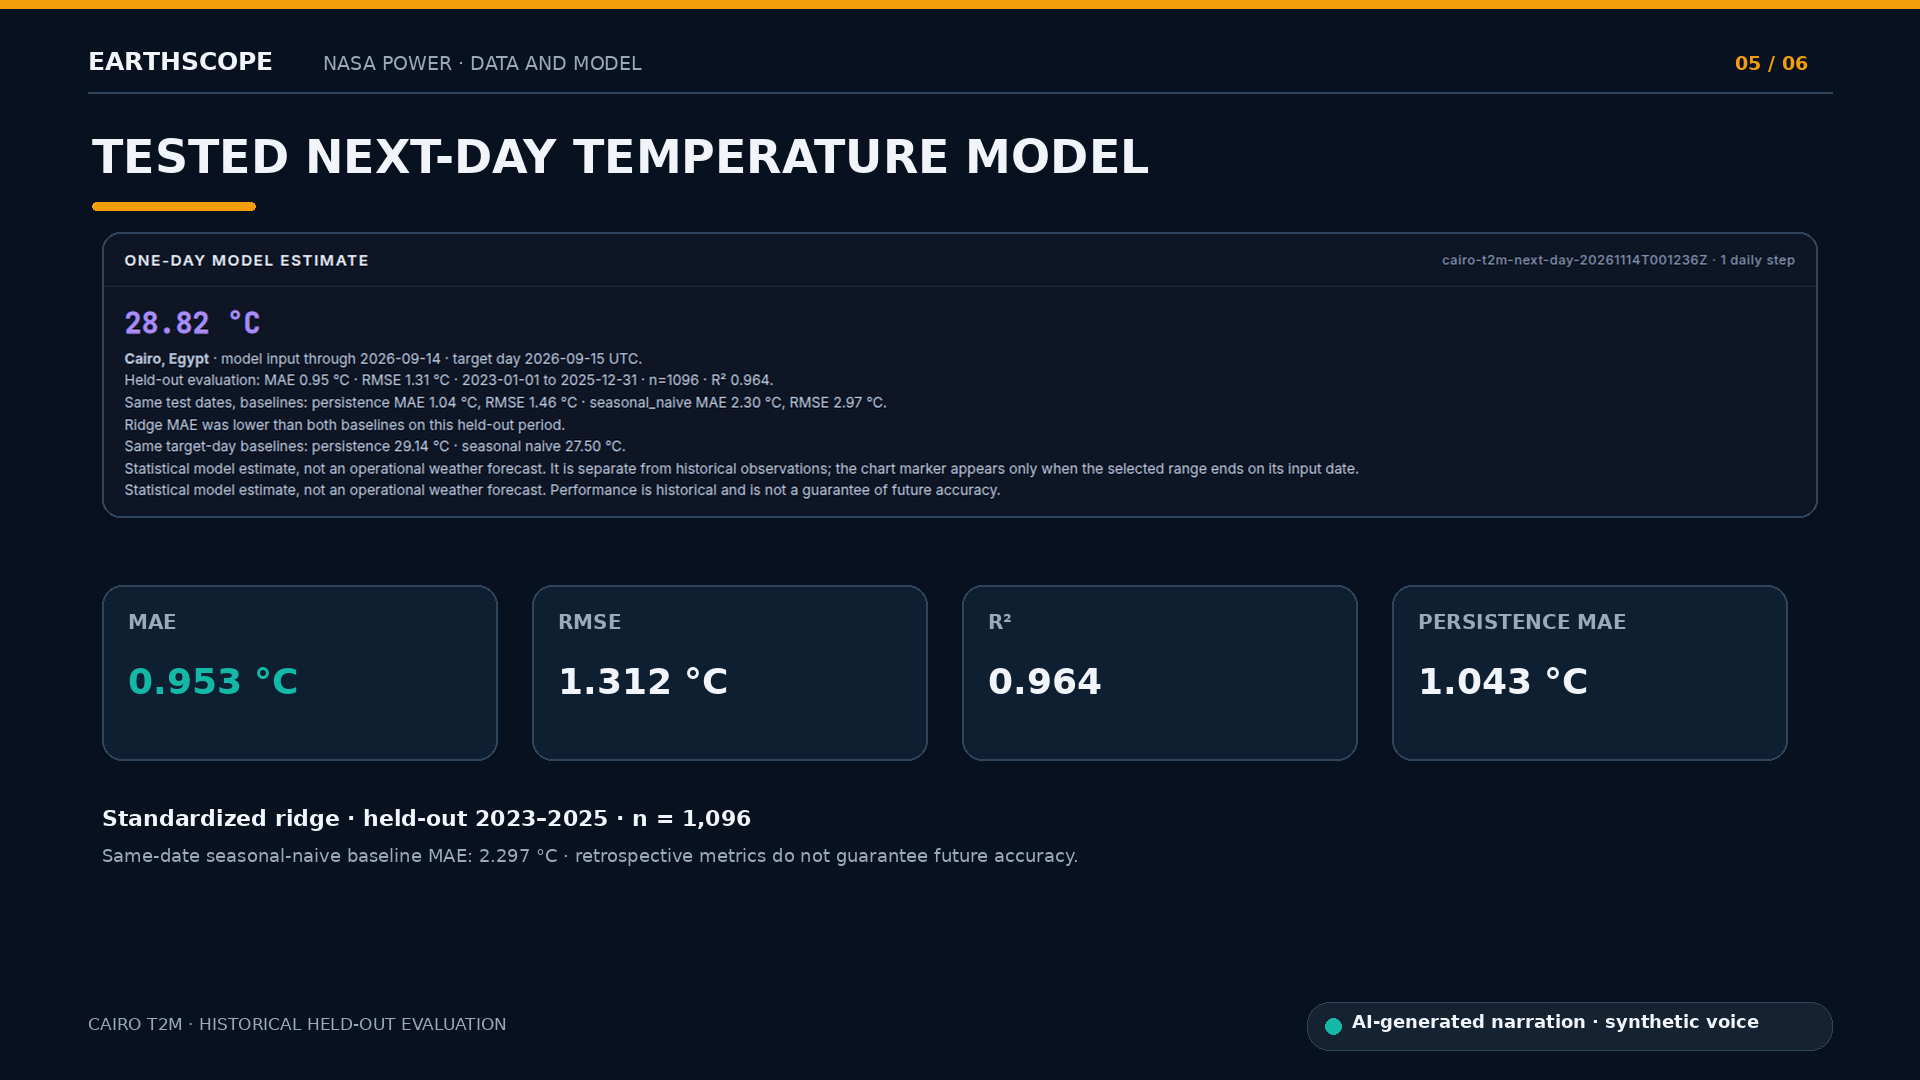 EARTHSCOPE
NASA POWER · DATA AND MODEL
05 / 06
TESTED NEXT-DAY TEMPERATURE MODEL
ONE-DAY MODEL ESTIMATE
cairo-t2m-next-day-20261114T001236Z · 1 daily step
28.82 °C
Cairo, Egypt · model input through 2026-09-14 · target day 2026-09-15 UTC.
Held-out evaluation: MAE 0.95 °C · RMSE 1.31 °C · 2023-01-01 to 2025-12-31 · n=1096 · R² 0.964.
Same test dates, baselines: persistence MAE 1.04 °C, RMSE 1.46 °C · seasonal_naive MAE 2.30 °C, RMSE 2.97 °C.
Ridge MAE was lower than both baselines on this held-out period.
Same target-day baselines: persistence 29.14 °C · seasonal naive 27.50 °C.
Statistical model estimate, not an operational weather forecast. It is separate from historical observations; the chart marker appears only when the selected range ends on its input date.
Statistical model estimate, not an operational weather forecast. Performance is historical and is not a guarantee of future accuracy.
MAE
0.953 °C
RMSE
1.312 °C
R²
0.964
PERSISTENCE MAE
1.043 °C
Standardized ridge · held-out 2023–2025 · n = 1,096
Same-date seasonal-naive baseline MAE: 2.297 °C · retrospective metrics do not guarantee future accuracy.
CAIRO T2M · HISTORICAL HELD-OUT EVALUATION
AI-generated narration · synthetic voice